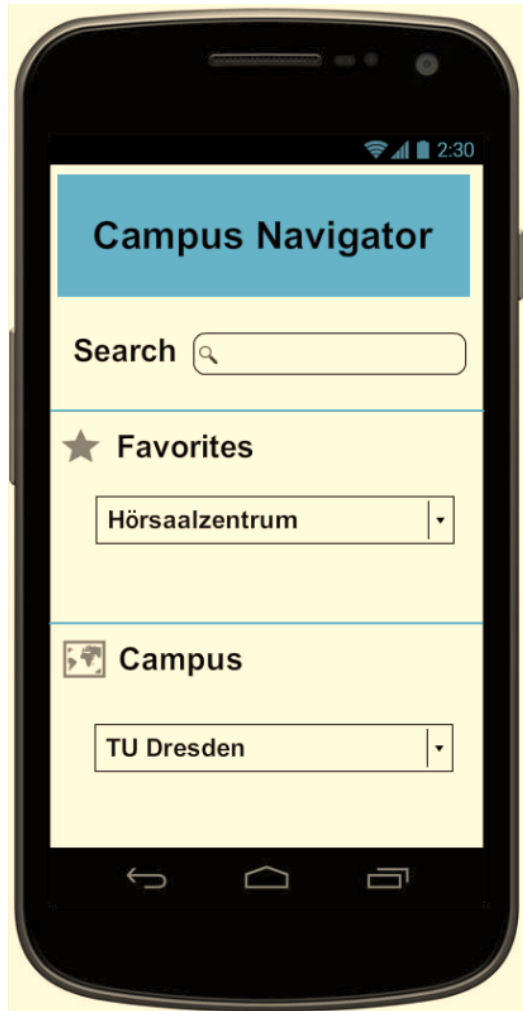 2:30
Campus Navigator
Search
Favorites
Hörsaalzentrum
Campus
TU Dresden